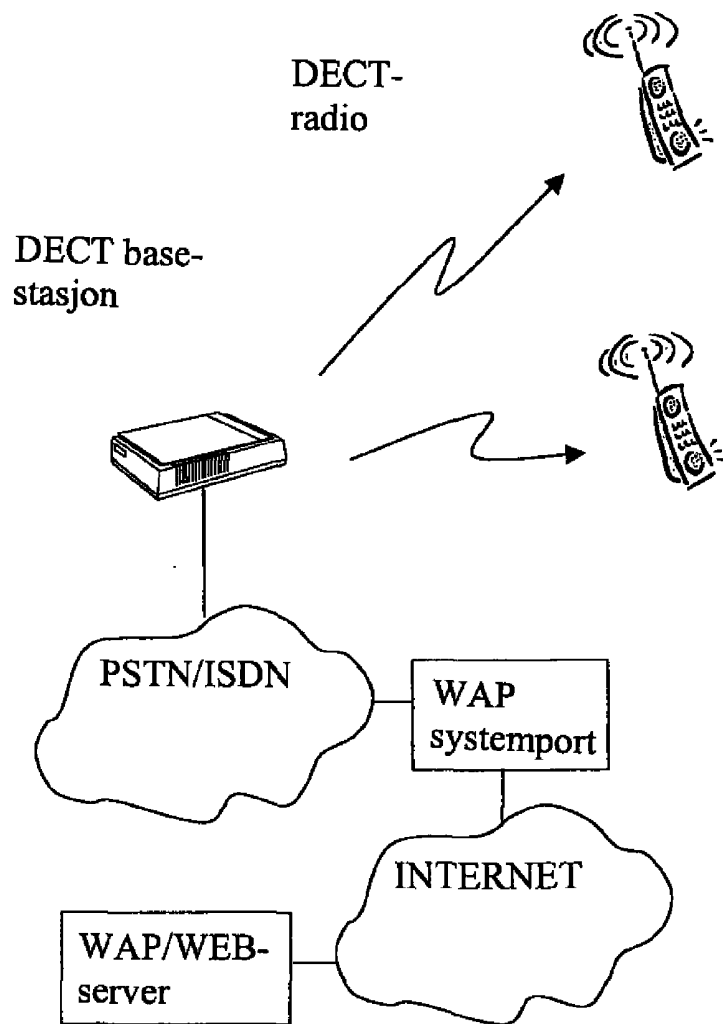 DECT-
radio
DECT base-
stasjon
PSTN/ISDN
WAP
systemport
INTERNET
WAP/WEB-
server